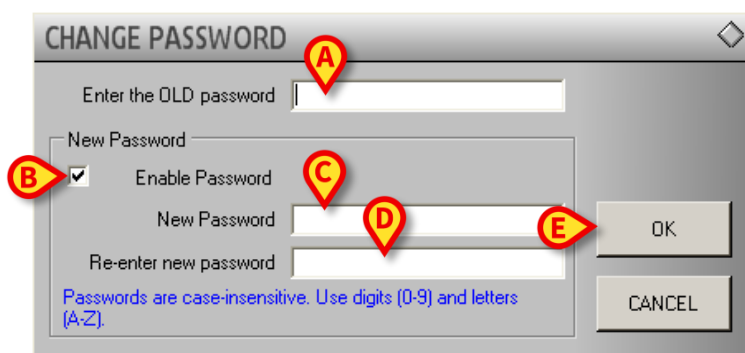 CHANGE PASSWORD
A
Enter the OLD password
New Password
B
Enable Password
C
New Password
D
E
OK
Re-enter new password
Passwords are case-insensitive. Use digits (0-9) and letters
(A-Z).
CANCEL